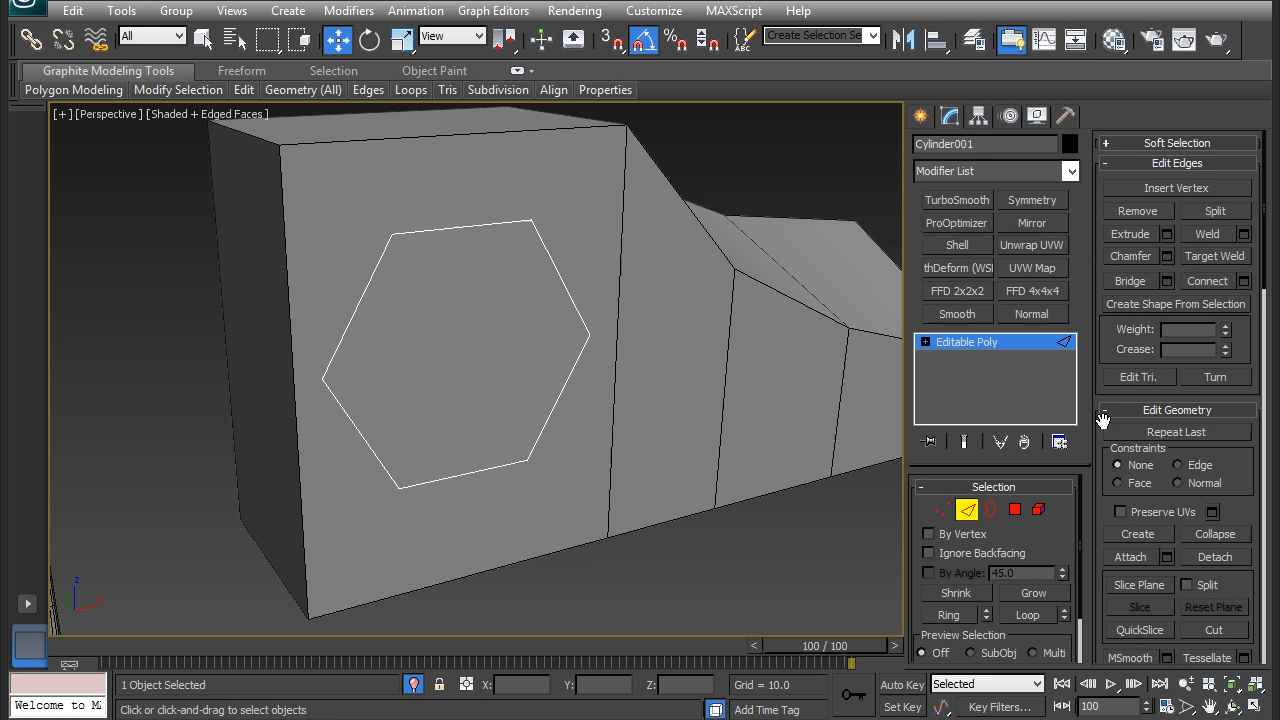 Edit Tools Group Views Create Modifiers Animation Graph Editors Rendering Customize MAXScript Help
All View 3 % ABC Create Selection Se
Graphite Modeling Tools Freeform Selection Object Paint
Polygon Modeling Modify Selection Edit Geometry (All) Edges Loops Tris Subdivision Align Properties
[+] [Perspective] [Shaded + Edged Faces]
z
x
Cylinder001
Modifier List
TurboSmooth Symmetry
ProOptimizer Mirror
Shell Unwrap UVW
thDeform (WS UVW Map
FFD 2x2x2 FFD 4x4x4
Smooth Normal
+ Editable Poly
- Selection
By Vertex
Ignore Backfacing
By Angle: 45.0
Shrink Grow
Ring Loop
Preview Selection
Off SubObj Multi
+ Soft Selection
- Edit Edges
Insert Vertex
Remove Split
Extrude Weld
Chamfer Target Weld
Bridge Connect
Create Shape From Selection
Weight:
Crease:
Edit Tri. Turn
- Edit Geometry
Repeat Last
Constraints
None Edge
Face Normal
Preserve UVs
Create Collapse
Attach Detach
Slice Plane Split
Slice Reset Plane
QuickSlice Cut
MSmooth Tessellate
< 100 / 100 >
1 Object Selected X: Y: Z: Grid = 10.0 Auto Key Selected
Welcome to M Click or click-and-drag to select objects Add Time Tag Set Key Key Filters... 100